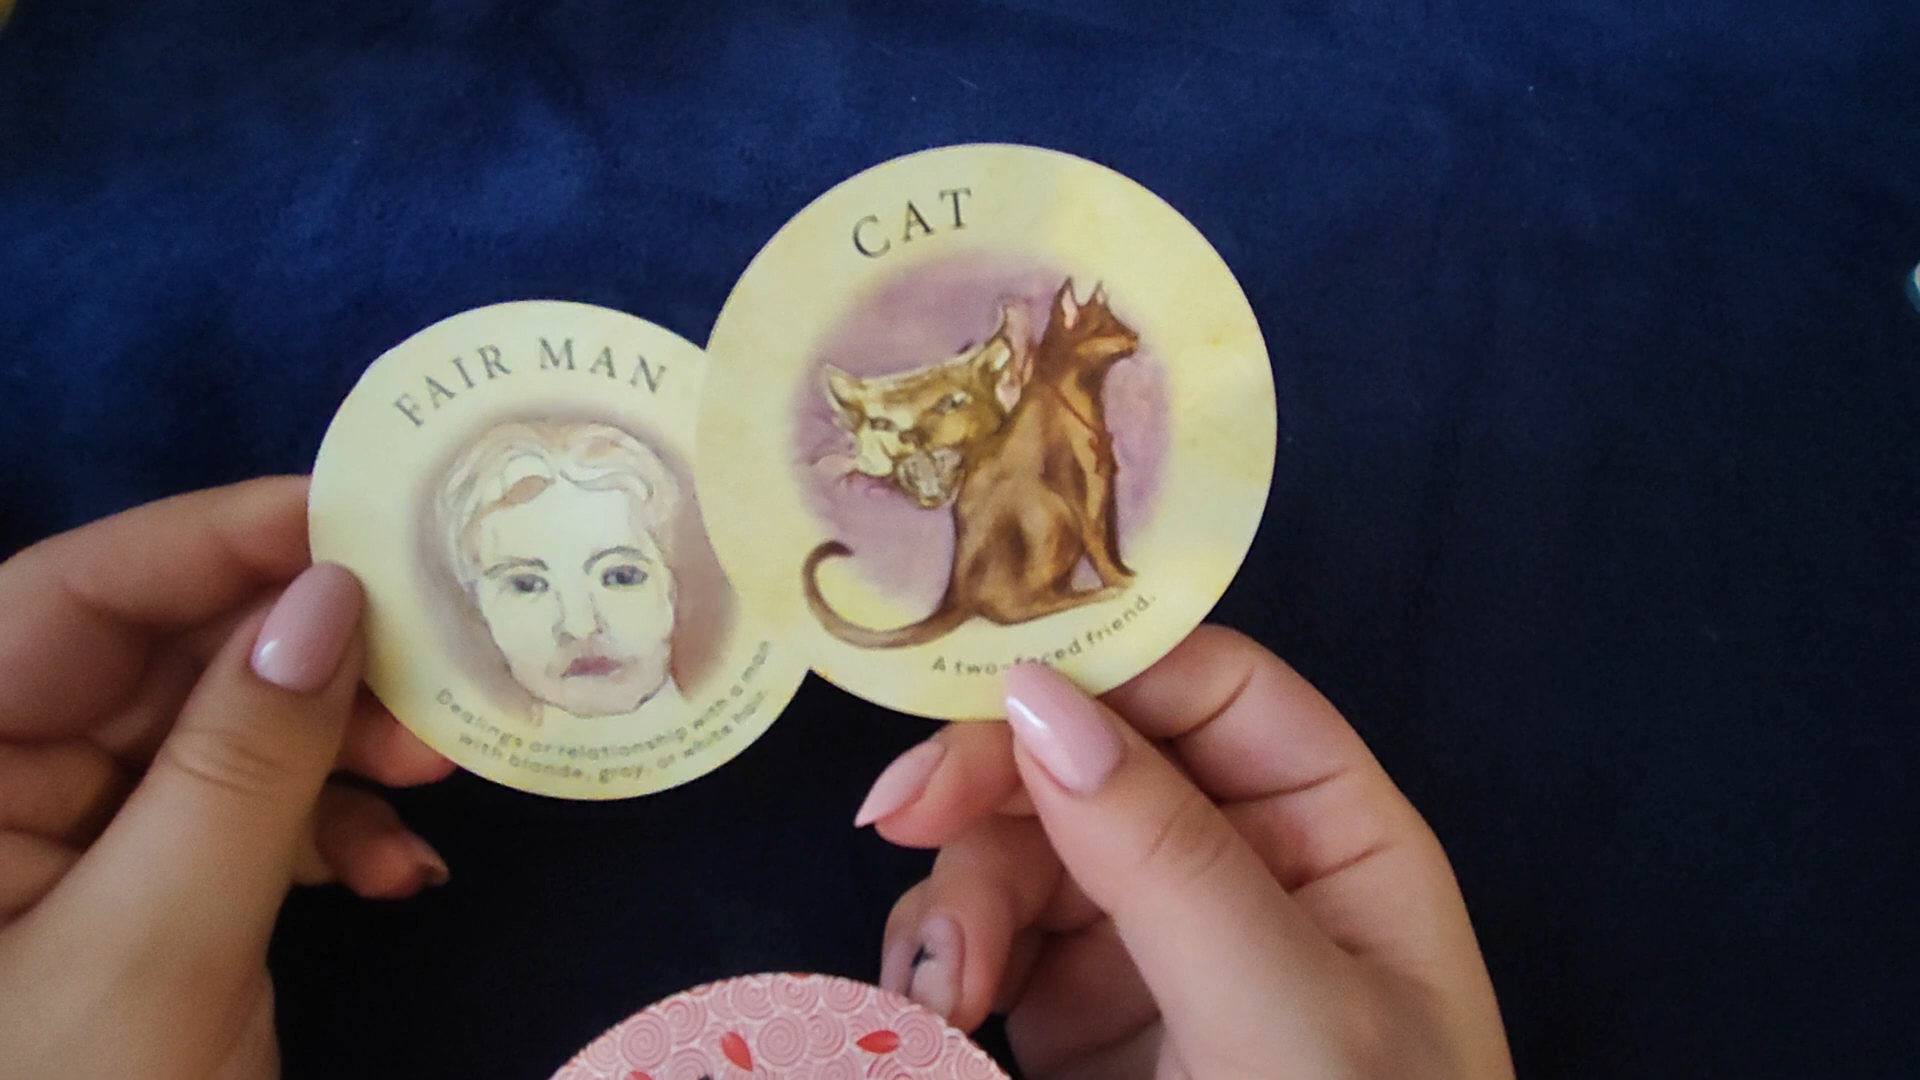 FAIR MAN
Dealings or relationship with a man
with blonde, gray, or white hair.
CAT
A two-faced friend.